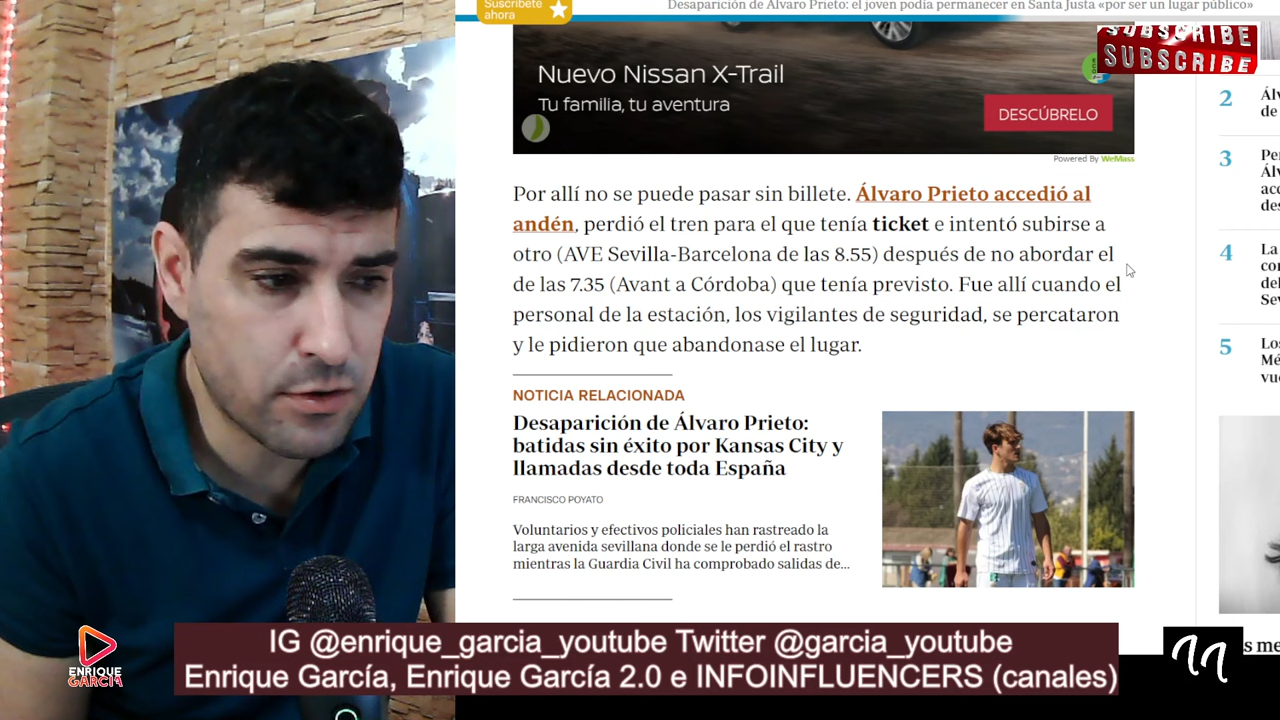 Suscríbete
ahora
Desaparición de Álvaro Prieto: el joven podía permanecer en Santa Justa «por ser un lugar público»
SUBSCRIBE
SUBSCRIBE
Nuevo Nissan X-Trail
Tu familia, tu aventura
DESCÚBRELO
Powered By WeMass
Por allí no se puede pasar sin billete. Álvaro Prieto accedió al
andén, perdió el tren para el que tenía ticket e intentó subirse a
otro (AVE Sevilla-Barcelona de las 8.55) después de no abordar el
de las 7.35 (Avant a Córdoba) que tenía previsto. Fue allí cuando el
personal de la estación, los vigilantes de seguridad, se percataron
y le pidieron que abandonase el lugar.
NOTICIA RELACIONADA
Desaparición de Álvaro Prieto:
batidas sin éxito por Kansas City y
llamadas desde toda España
FRANCISCO POYATO
Voluntarios y efectivos policiales han rastreado la
larga avenida sevillana donde se le perdió el rastro
mientras la Guardia Civil ha comprobado salidas de...
2
de
3
4
La
5
s me
ENRIQUE
GARCÍA
IG @enrique_garcia_youtube Twitter @garcia_youtube
Enrique García, Enrique García 2.0 e INFOINFLUENCERS (canales)